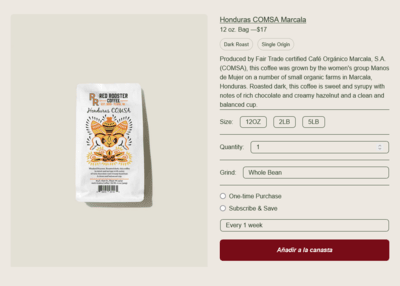 RED ROOSTER
COFFEE
Honduras COMSA
Honduras COMSA Marcala
12 oz. Bag —$17
Dark Roast
Single Origin
Produced by Fair Trade certified Café Orgánico Marcala, S.A.
(COMSA), this coffee was grown by the women's group Manos
de Mujer on a number of small organic farms in Marcala,
Honduras. Roasted dark, this coffee is sweet and syrupy with
notes of rich chocolate and creamy hazelnut and a clean and
balanced cup.
Size:
12OZ
2LB
5LB
Quantity:
1
Grind:
Whole Bean
One-time Purchase
Subscribe & Save
Every 1 week
Añadir a la canasta